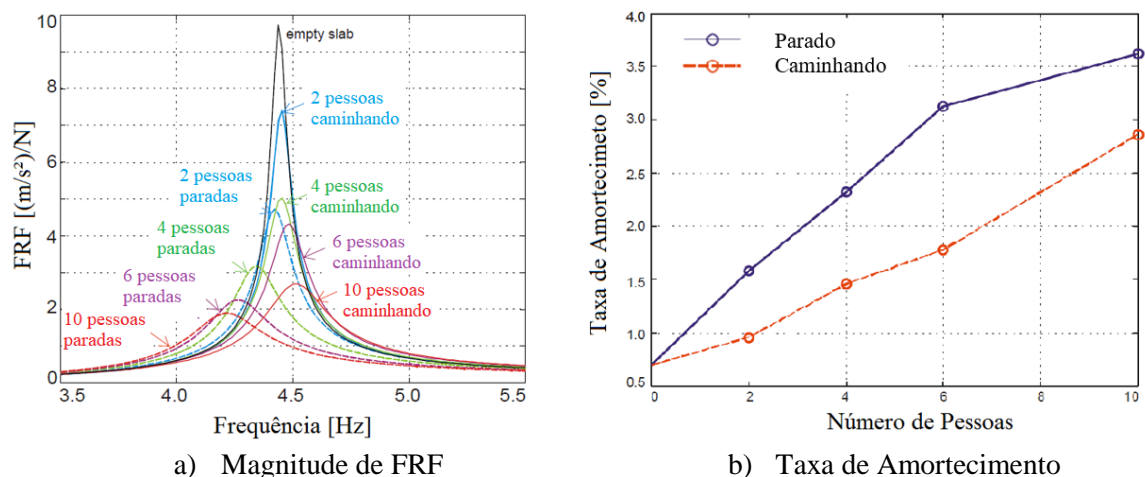 10
8
6
4
2
0
FRF [(m/s²)/N]
empty slab
2 pessoas
caminhando
2 pessoas
paradas
4 pessoas
caminhando
4 pessoas
paradas
6 pessoas
caminhando
6 pessoas
paradas
10 pessoas
caminhando
10 pessoas
paradas
3.5 4.0 4.5 5.0 5.5
Frequência [Hz]
a) Magnitude de FRF
4.0
3.5
3.0
2.5
2.0
1.5
1.0
0.5
Taxa de Amortecimeto [%]
Parado
Caminhando
0 2 4 6 8 10
Número de Pessoas
b) Taxa de Amortecimento